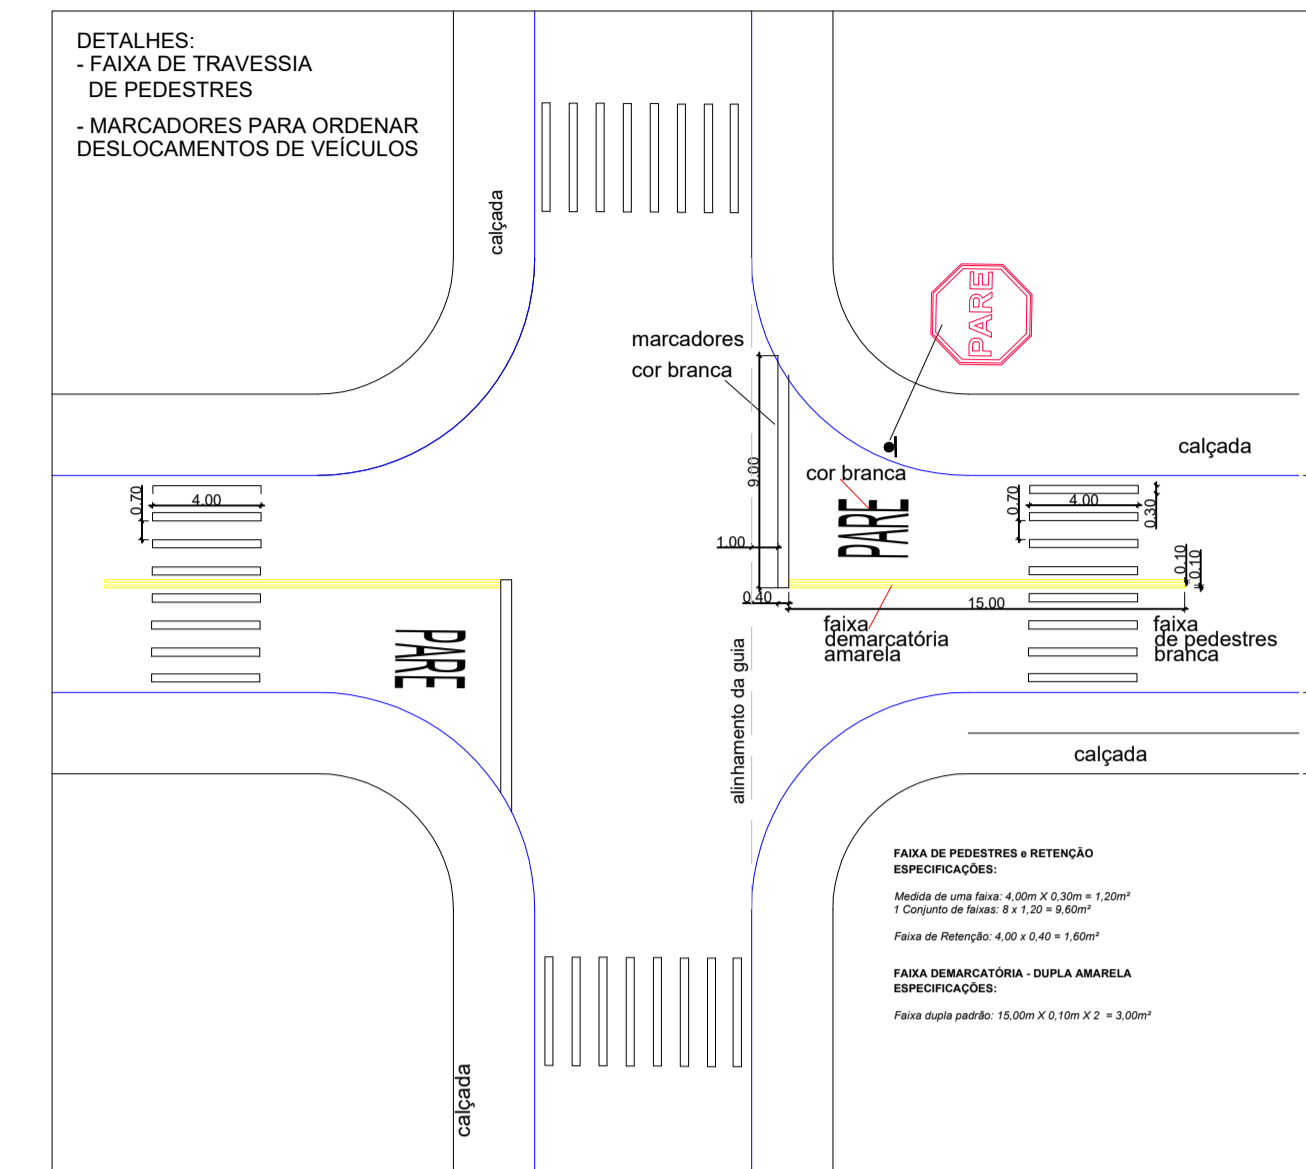 DETALHES:
- FAIXA DE TRAVESSIA
DE PEDESTRES
- MARCADORES PARA ORDENAR
DESLOCAMENTOS DE VEÍCULOS
calçada
PARE
marcadores
cor branca
calçada
9.00
cor branca
0.70
4.00
0.70
4.00
0.30
PARE
1.00
0.10
0.10
0.40
15.00
faixa
demarcatória
amarela
faixa
de pedestres
branca
PARE
alinhamento da guia
calçada
FAIXA DE PEDESTRES e RETENÇÃO
ESPECIFICAÇÕES:
Medida de uma faixa: 4,00m X 0,30m = 1,20m²
1 Conjunto de faixas: 8 x 1,20 = 9,60m²
Faixa de Retenção: 4,00 x 0,40 = 1,60m²
FAIXA DEMARCATÓRIA - DUPLA AMARELA
ESPECIFICAÇÕES:
Faixa dupla padrão: 15,00m X 0,10m X 2 = 3,00m²
calçada